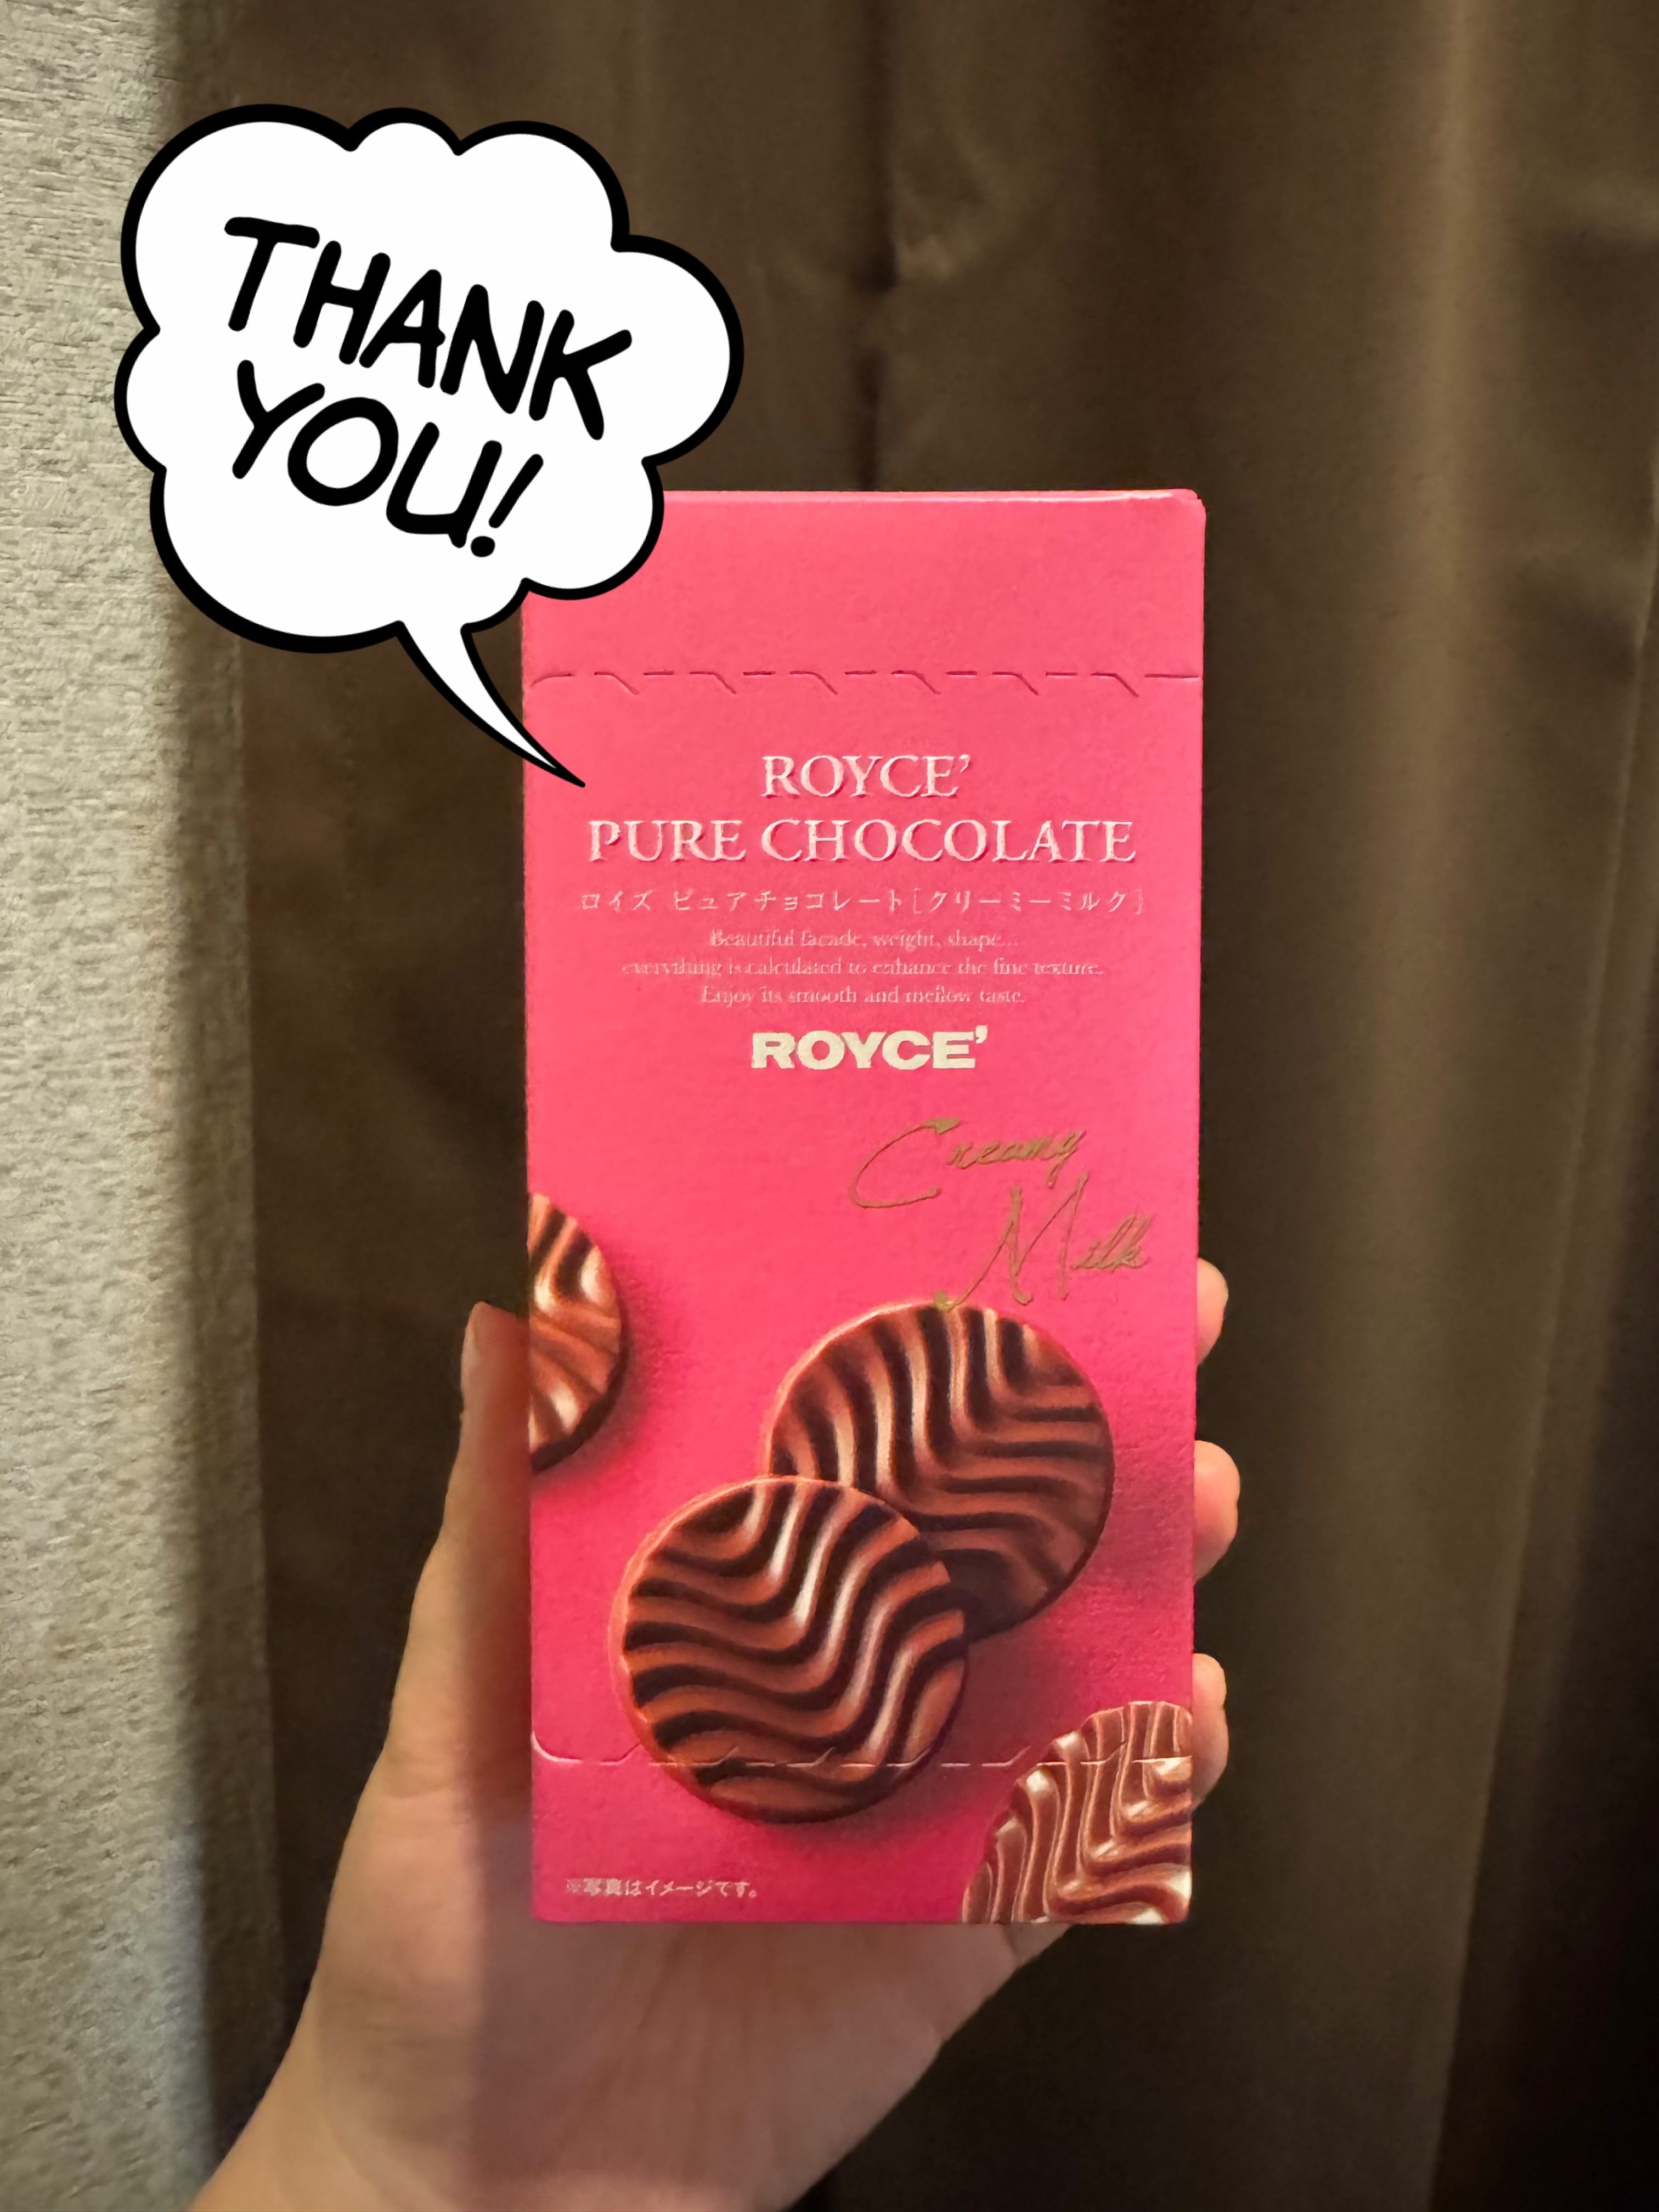 THANK
YOU!
ROYCE’
PURE CHOCOLATE
ロイズ ピュアチョコレート[クリーミーミルク]
Beautiful facade, weight, shape...
everything is calculated to enhance the fine texture.
Enjoy its smooth and mellow taste.
ROYCE’
Creamy
Milk
※写真はイメージです。